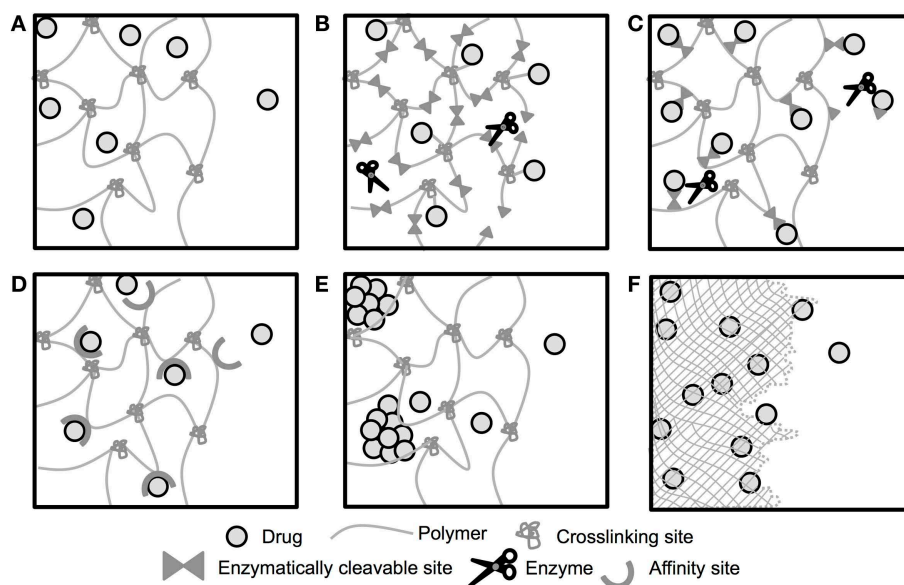 A
B
C
D
E
F
Drug
Polymer
Crosslinking site
Enzymatically cleavable site
Enzyme
Affinity site